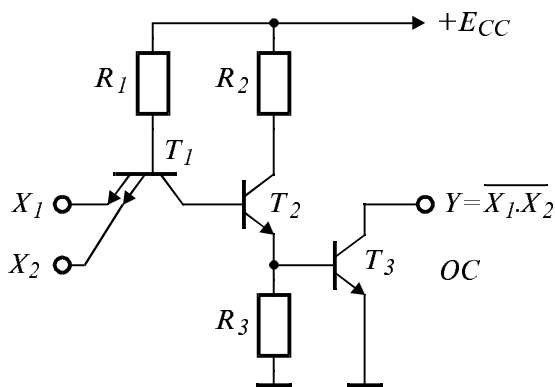 +E_CC
R_1
R_2
T_1
X_1
T_2
Y=\overline{X_1.X_2}
X_2
T_3
OC
R_3